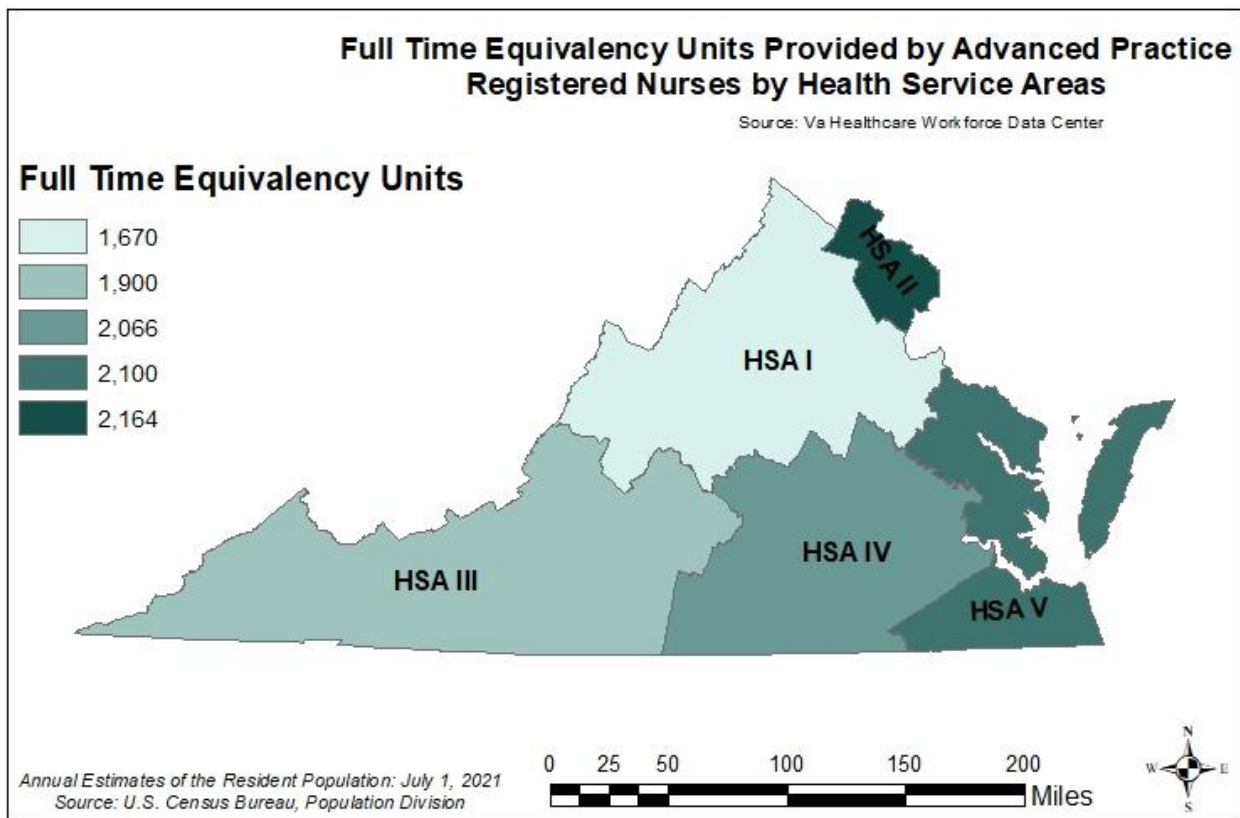 Full Time Equivalency Units Provided by Advanced Practice
Registered Nurses by Health Service Areas
Source: Va Healthcare Workforce Data Center
Full Time Equivalency Units
1,670
1,900
2,066
2,100
2,164
HSA II
HSA I
HSA III
HSA IV
HSA V
Annual Estimates of the Resident Population: July 1, 2021
Source: U.S. Census Bureau, Population Division
0 25 50 100 150 200
Miles
N
W E
S